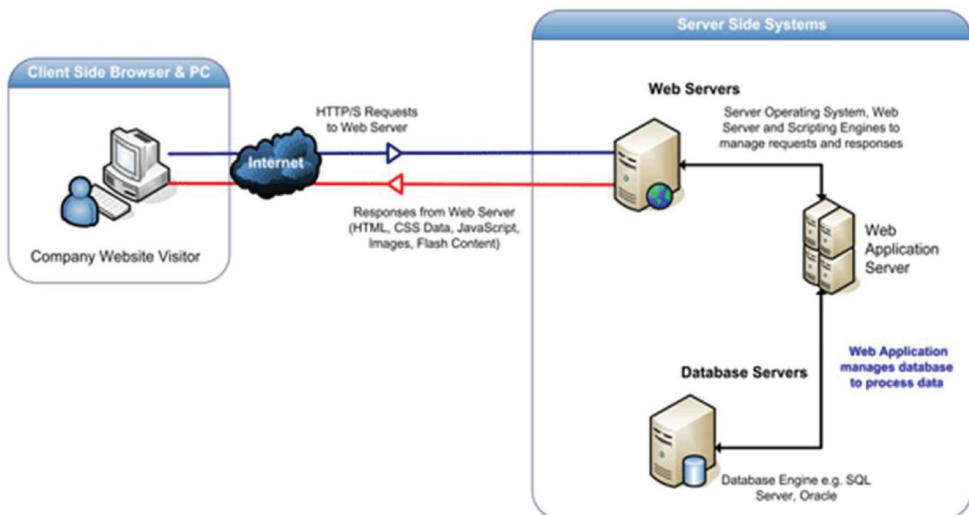 Server Side Systems
Client Side Browser & PC
HTTP/S Requests
to Web Server
Internet
Responses from Web Server
(HTML, CSS Data, JavaScript,
Images, Flash Content)
Company Website Visitor
Web Servers
Server Operating System, Web
Server and Scripting Engines to
manage requests and responses
Web
Application
Server
Web Application
manages database
to process data
Database Servers
Database Engine e.g. SQL
Server, Oracle